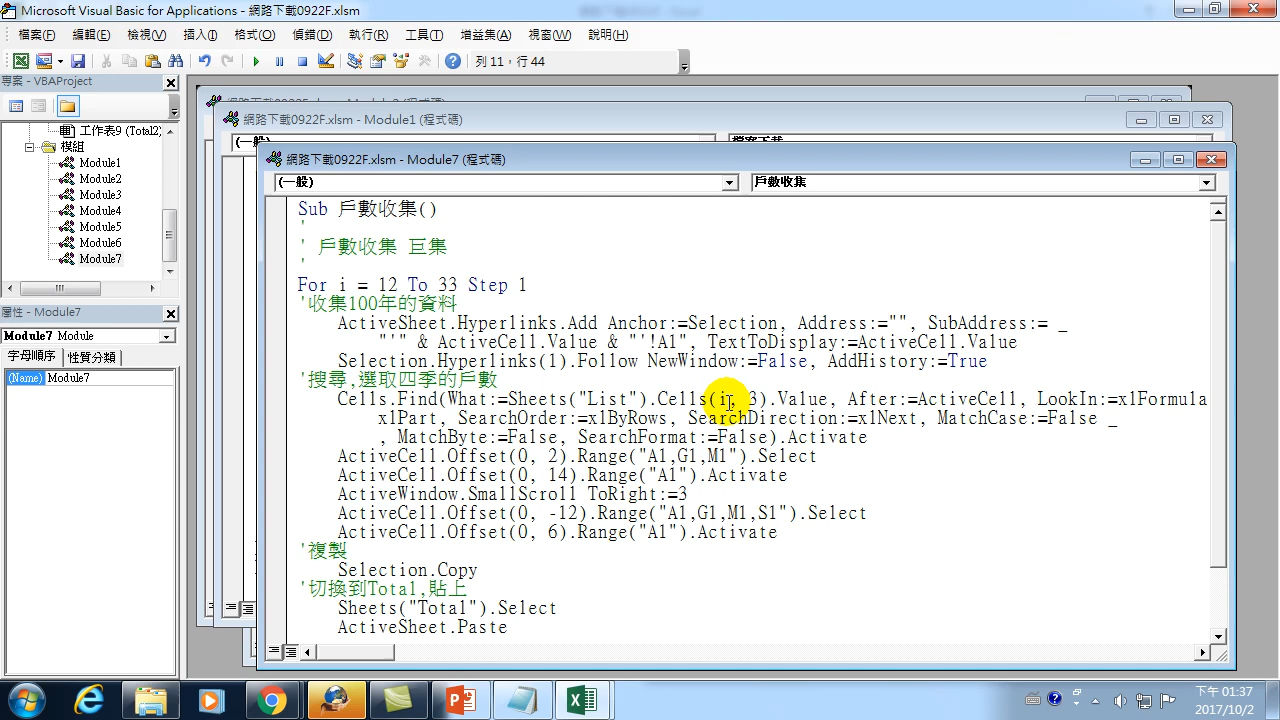 Microsoft Visual Basic for Applications - 網路下載0922F.xlsm
檔案(F) 編輯(E) 檢視(V) 插入(I) 格式(O) 偵錯(D) 執行(R) 工具(T) 增益集(A) 視窗(W) 說明(H)
列 11，行 44
專案 - VBAProject
工作表9 (Total2)
模組
Module1
Module2
Module3
Module4
Module5
Module6
Module7
屬性 - Module7
Module7 Module
字母順序 性質分類
(Name) Module7
網路下載0922F.xlsm - Module1 (程式碼)
網路下載0922F.xlsm - Module7 (程式碼)
(一般) 戶數收集
Sub 戶數收集()
'
' 戶數收集 巨集
'
For i = 12 To 33 Step 1
'收集100年的資料
ActiveSheet.Hyperlinks.Add Anchor:=Selection, Address:="", SubAddress:= _
"'" & ActiveCell.Value & "'!A1", TextToDisplay:=ActiveCell.Value
Selection.Hyperlinks(1).Follow NewWindow:=False, AddHistory:=True
'搜尋,選取四季的戶數
Cells.Find(What:=Sheets("List").Cells(i, 3).Value, After:=ActiveCell, LookIn:=xlFormula
xlPart, SearchOrder:=xlByRows, SearchDirection:=xlNext, MatchCase:=False _
, MatchByte:=False, SearchFormat:=False).Activate
ActiveCell.Offset(0, 2).Range("A1,G1,M1").Select
ActiveCell.Offset(0, 14).Range("A1").Activate
ActiveWindow.SmallScroll ToRight:=3
ActiveCell.Offset(0, -12).Range("A1,G1,M1,S1").Select
ActiveCell.Offset(0, 6).Range("A1").Activate
'複製
Selection.Copy
'切換到Total,貼上
Sheets("Total").Select
ActiveSheet.Paste
下午 01:37
2017/10/2